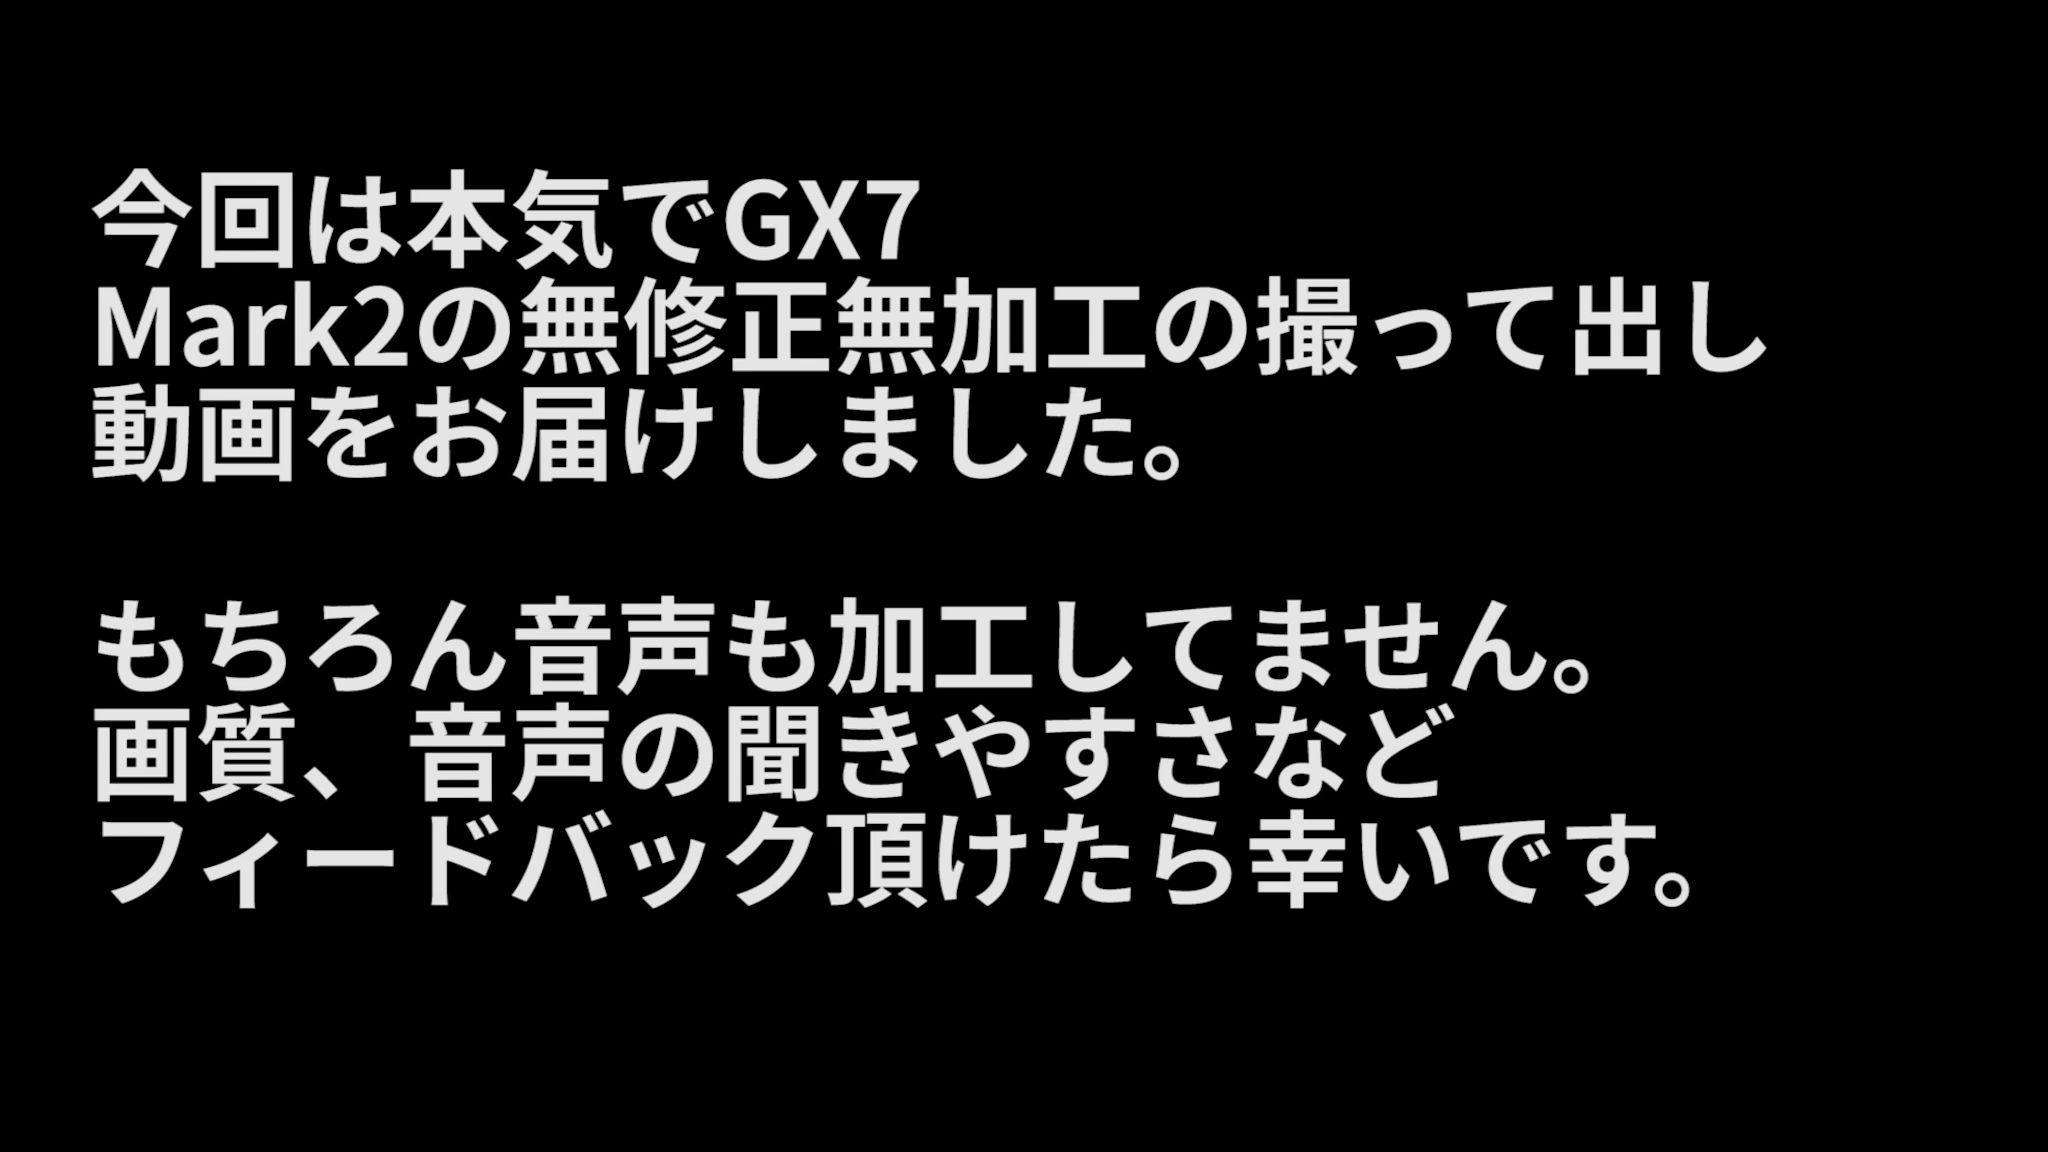 今回は本気でGX7
Mark2の無修正無加工の撮って出し
動画をお届けしました。
もちろん音声も加工してません。
画質、音声の聞きやすさなど
フィードバック頂けたら幸いです。